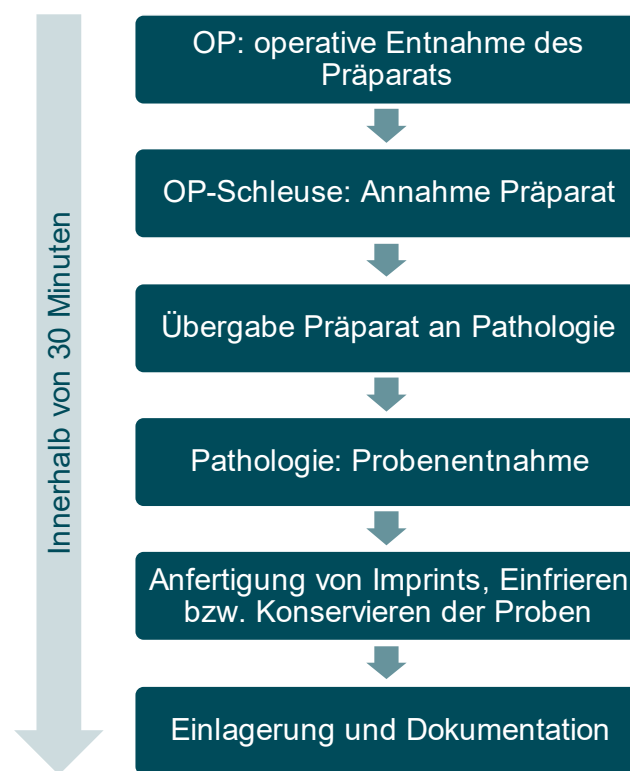 OP: operative Entnahme des
Präparats
OP-Schleuse: Annahme Präparat
Übergabe Präparat an Pathologie
Pathologie: Probenentnahme
Anfertigung von Imprints, Einfrieren
bzw. Konservieren der Proben
Einlagerung und Dokumentation
Innerhalb von 30 Minuten